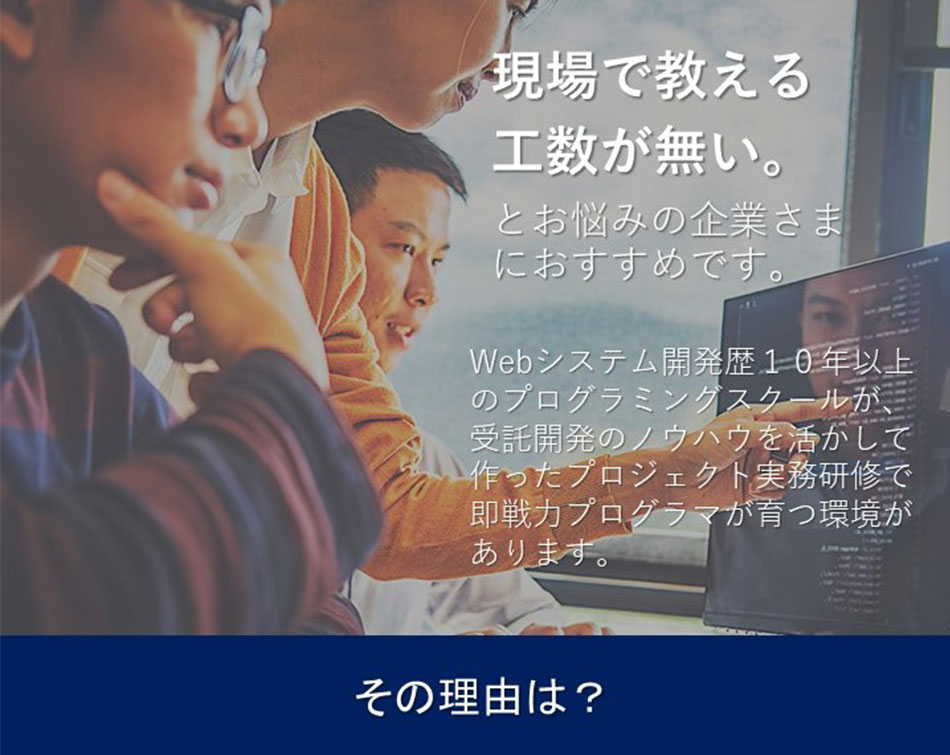 現場で教える
工数が無い。
とお悩みの企業さま
におすすめです。
Webシステム開発歴１０年以上
のプログラミングスクールが、
受託開発のノウハウを活かして
作ったプロジェクト実務研修で
即戦力プログラマが育つ環境が
あります。
その理由は？